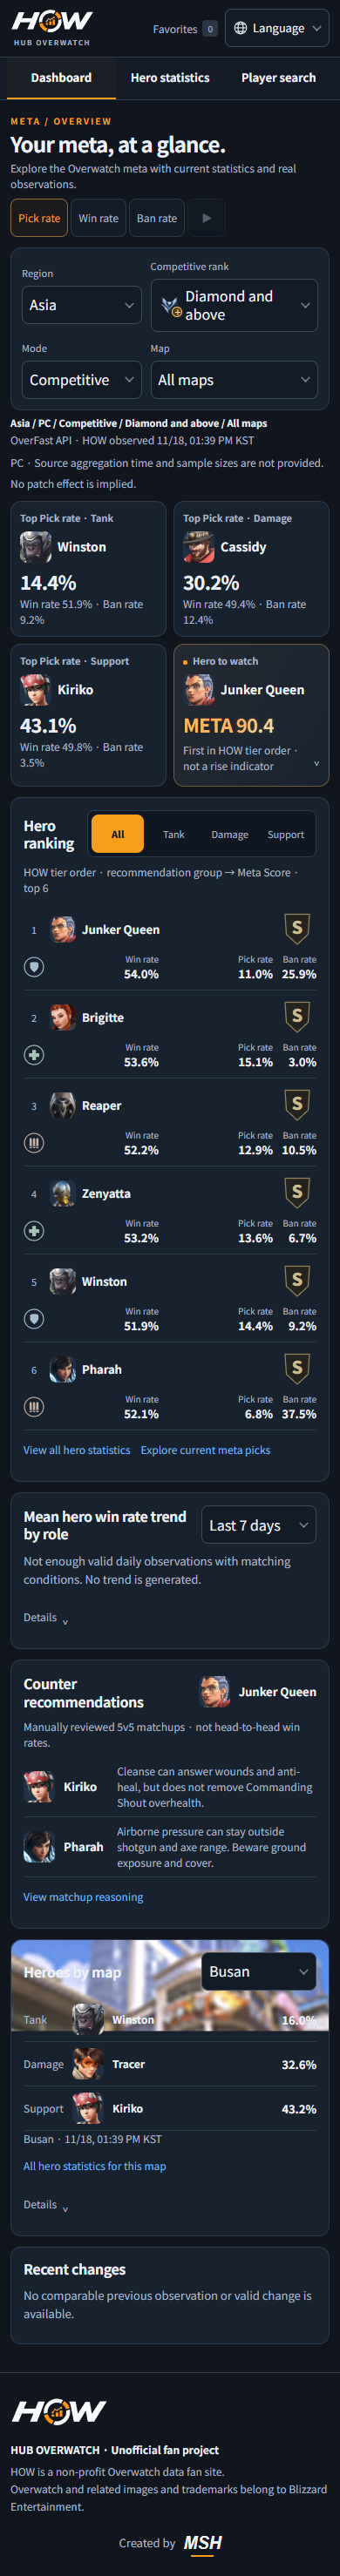 HOW
HUB OVERWATCH
Favorites 0
Language
Dashboard
Hero statistics
Player search
META / OVERVIEW
Your meta, at a glance.
Explore the Overwatch meta with current statistics and real
observations.
Pick rate
Win rate
Ban rate
Region
Asia
Competitive rank
Diamond and
above
Mode
Competitive
Map
All maps
Asia / PC / Competitive / Diamond and above / All maps
OverFast API · HOW observed 11/18, 01:39 PM KST
PC · Source aggregation time and sample sizes are not provided.
No patch effect is implied.
Top Pick rate · Tank
Winston
14.4%
Win rate 51.9% · Ban rate
9.2%
Top Pick rate · Damage
Cassidy
30.2%
Win rate 49.4% · Ban rate
12.4%
Top Pick rate · Support
Kiriko
43.1%
Win rate 49.8% · Ban rate
3.5%
Hero to watch
Junker Queen
META 90.4
First in HOW tier order ·
not a rise indicator
Hero
ranking
All
Tank
Damage
Support
HOW tier order · recommendation group → Meta Score ·
top 6
1 Junker Queen S
Win rate Pick rate Ban rate
54.0% 11.0% 25.9%
2 Brigitte S
Win rate Pick rate Ban rate
53.6% 15.1% 3.0%
3 Reaper S
Win rate Pick rate Ban rate
52.2% 12.9% 10.5%
4 Zenyatta S
Win rate Pick rate Ban rate
53.2% 13.6% 6.7%
5 Winston S
Win rate Pick rate Ban rate
51.9% 14.4% 9.2%
6 Pharah S
Win rate Pick rate Ban rate
52.1% 6.8% 37.5%
View all hero statistics Explore current meta picks
Mean hero win rate trend
by role
Last 7 days
Not enough valid daily observations with matching
conditions. No trend is generated.
Details
Counter
recommendations
Junker Queen
Manually reviewed 5v5 matchups · not head-to-head win
rates.
Kiriko
Cleanse can answer wounds and anti-
heal, but does not remove Commanding
Shout overhealth.
Pharah
Airborne pressure can stay outside
shotgun and axe range. Beware ground
exposure and cover.
View matchup reasoning
Heroes by map
Busan
Tank Winston 16.0%
Damage Tracer 32.6%
Support Kiriko 43.2%
Busan · 11/18, 01:39 PM KST
All hero statistics for this map
Details
Recent changes
No comparable previous observation or valid change is
available.
HOW
HUB OVERWATCH · Unofficial fan project
HOW is a non-profit Overwatch data fan site.
Overwatch and related images and trademarks belong to Blizzard
Entertainment.
Created by MSH